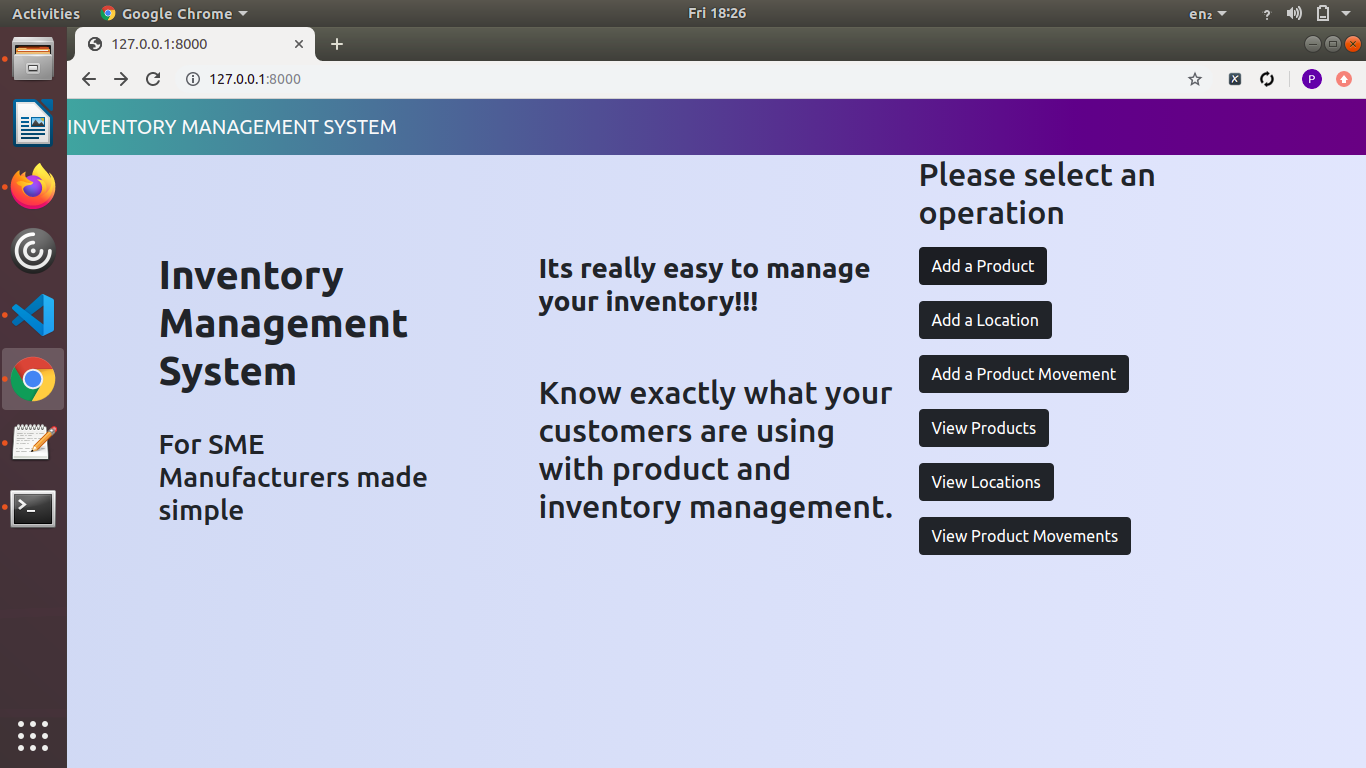 Activities
Google Chrome
Fri 18:26
en₂
?
127.0.0.1:8000
127.0.0.1:8000
P
INVENTORY MANAGEMENT SYSTEM
Inventory
Management
System
For SME
Manufacturers made
simple
Its really easy to manage
your inventory!!!
Know exactly what your
customers are using
with product and
inventory management.
Please select an
operation
Add a Product
Add a Location
Add a Product Movement
View Products
View Locations
View Product Movements